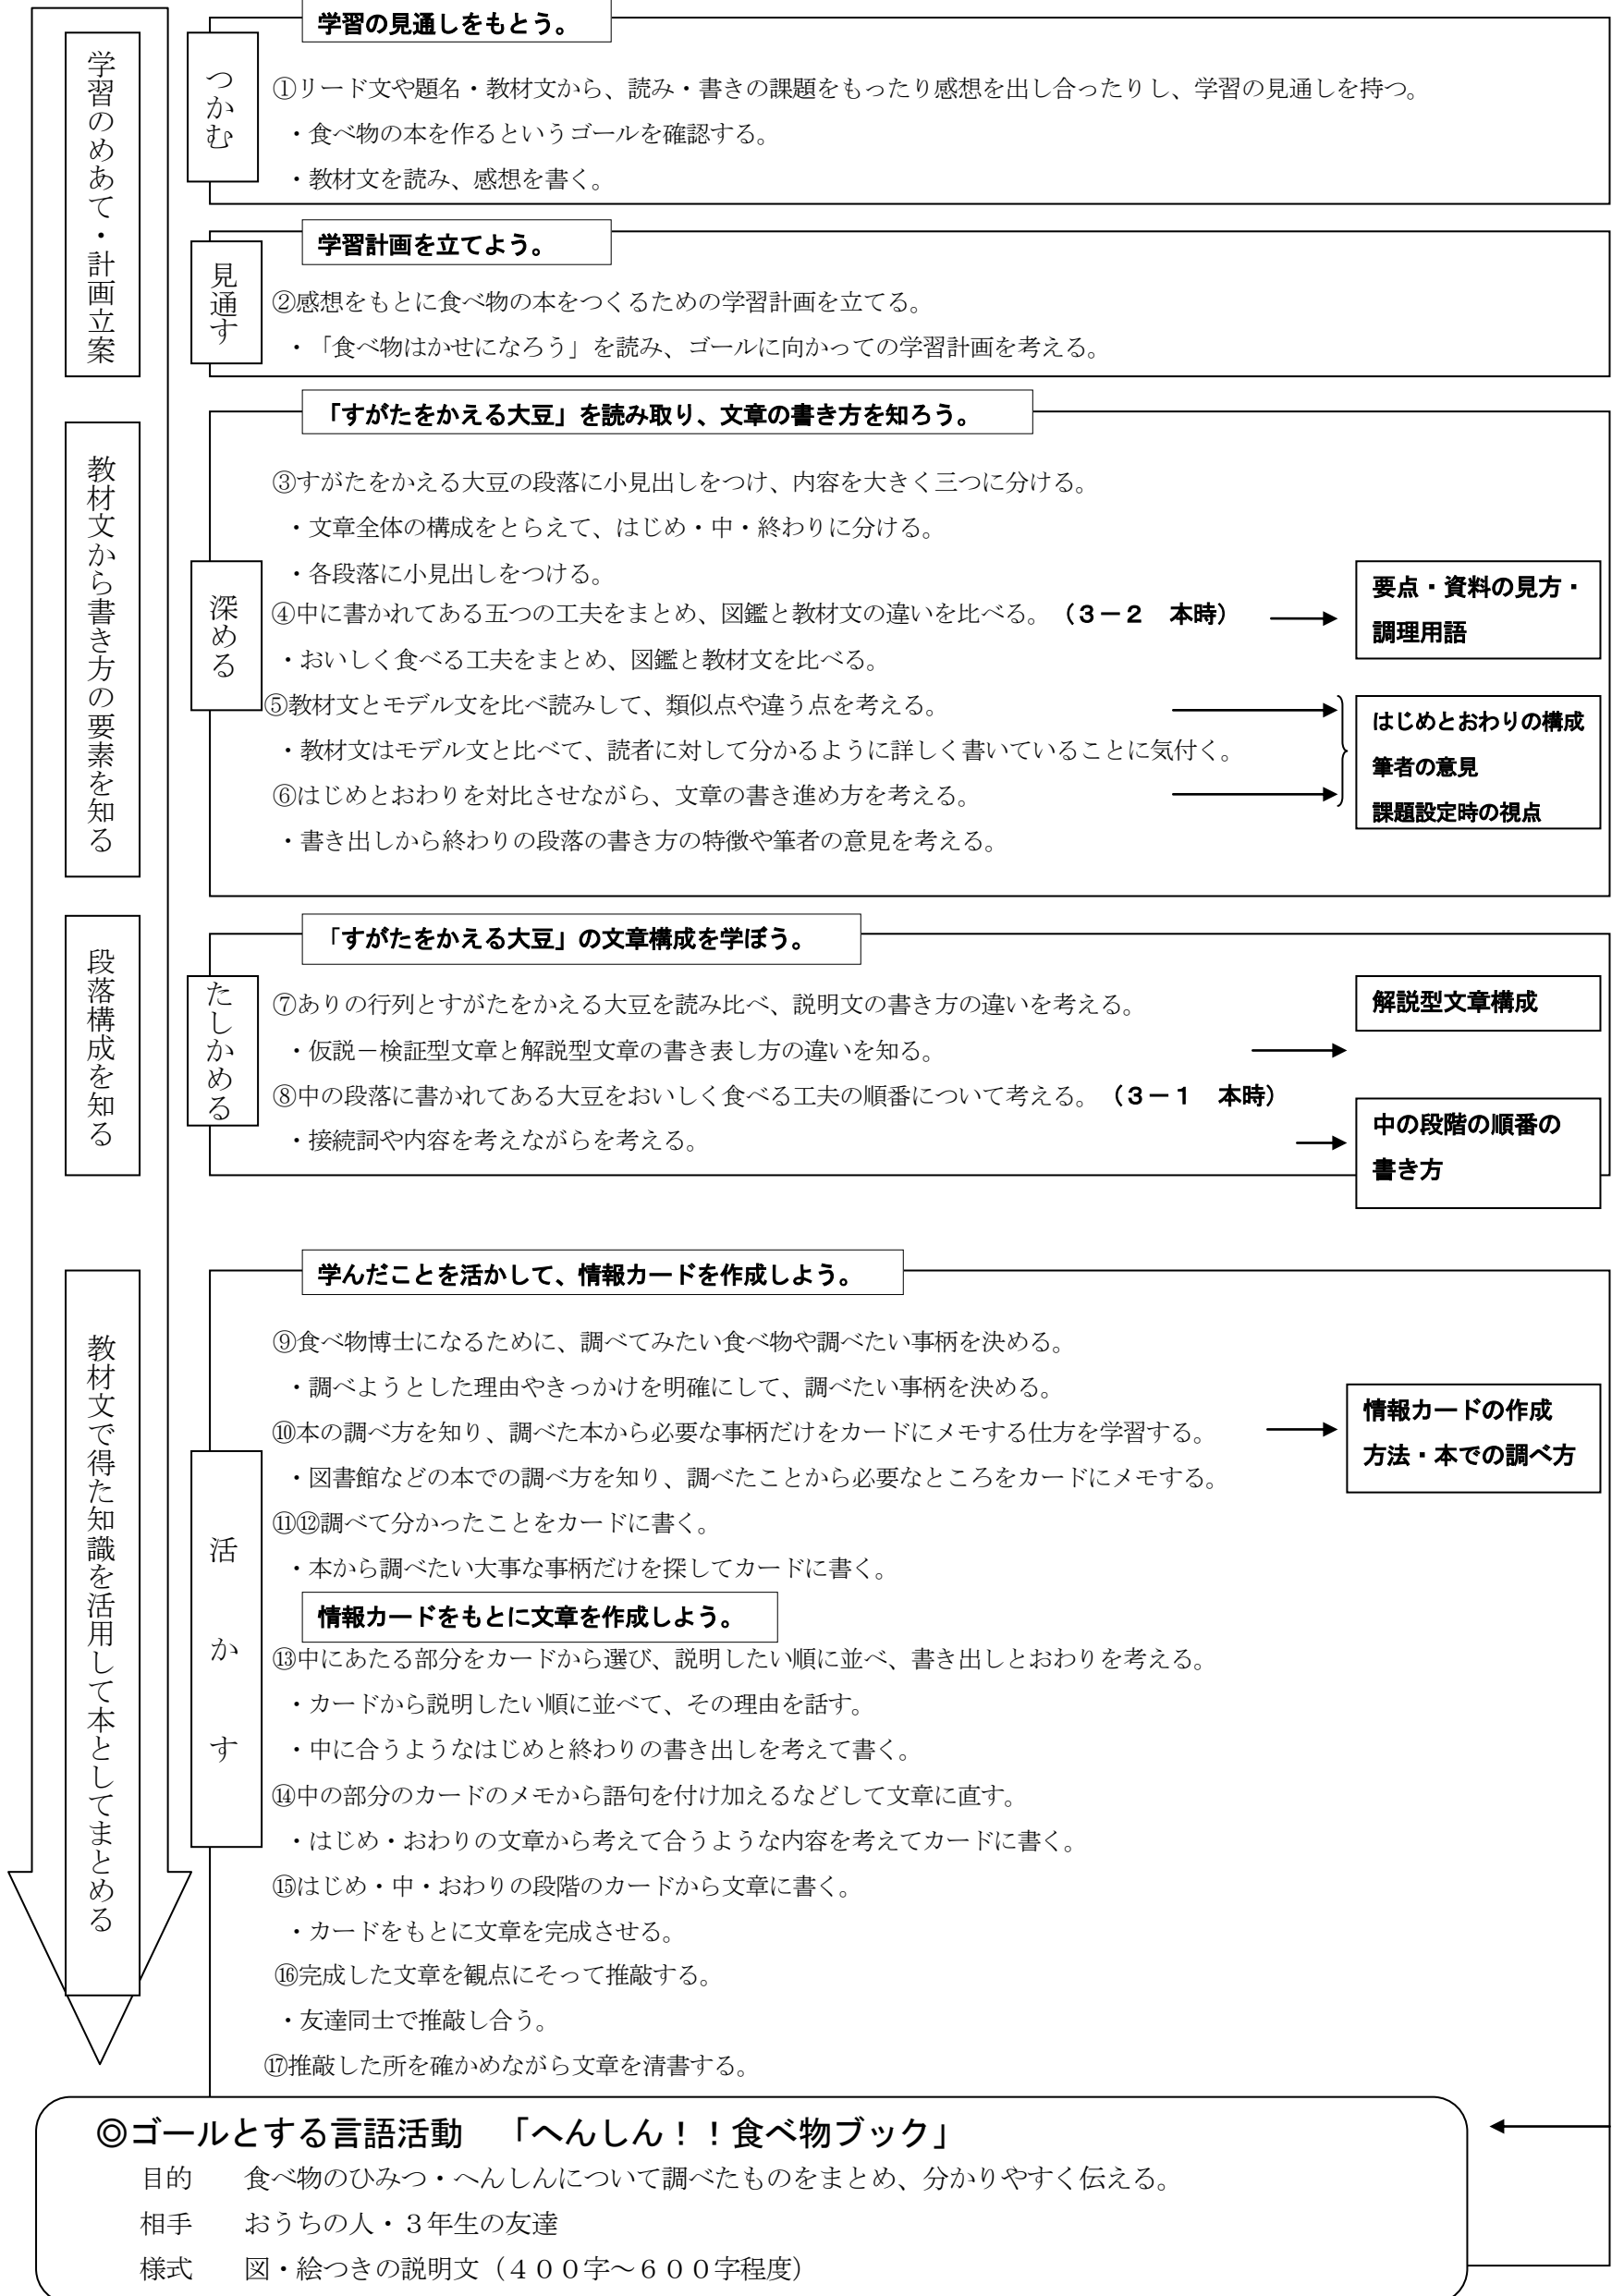 学習のめあて・計画立案
つかむ
学習の見通しをもとう。
①リード文や題名・教材文から、読み・書きの課題をもったり感想を出し合ったりし、学習の見通しを持つ。
・食べ物の本を作るというゴールを確認する。
・教材文を読み、感想を書く。
見通す
学習計画を立てよう。
②感想をもとに食べ物の本をつくるための学習計画を立てる。
・「食べ物はかせになろう」を読み、ゴールに向かっての学習計画を考える。
教材文から書き方の要素を知る
深める
「すがたをかえる大豆」を読み取り、文章の書き方を知ろう。
③すがたをかえる大豆の段落に小見出しをつけ、内容を大きく三つに分ける。
・文章全体の構成をとらえて、はじめ・中・終わりに分ける。
・各段落に小見出しをつける。
④中に書かれてある五つの工夫をまとめ、図鑑と教材文の違いを比べる。（３－２　本時）
・おいしく食べる工夫をまとめ、図鑑と教材文を比べる。
要点・資料の見方・
調理用語
⑤教材文とモデル文を比べ読みして、類似点や違う点を考える。
・教材文はモデル文と比べて、読者に対して分かるように詳しく書いていることに気付く。
⑥はじめとおわりを対比させながら、文章の書き進め方を考える。
・書き出しから終わりの段落の書き方の特徴や筆者の意見を考える。
はじめとおわりの構成
筆者の意見
課題設定時の視点
段落構成を知る
たしかめる
「すがたをかえる大豆」の文章構成を学ぼう。
⑦ありの行列とすがたをかえる大豆を読み比べ、説明文の書き方の違いを考える。
・仮説－検証型文章と解説型文章の書き表し方の違いを知る。
解説型文章構成
⑧中の段落に書かれてある大豆をおいしく食べる工夫の順番について考える。（３－１　本時）
・接続詞や内容を考えながらを考える。
中の段階の順番の
書き方
教材文で得た知識を活用して本としてまとめる
活かす
学んだことを活かして、情報カードを作成しよう。
⑨食べ物博士になるために、調べてみたい食べ物や調べたい事柄を決める。
・調べようとした理由やきっかけを明確にして、調べたい事柄を決める。
⑩本の調べ方を知り、調べた本から必要な事柄だけをカードにメモする仕方を学習する。
・図書館などの本での調べ方を知り、調べたことから必要なところをカードにメモする。
情報カードの作成
方法・本での調べ方
⑪⑫調べて分かったことをカードに書く。
・本から調べたい大事な事柄だけを探してカードに書く。
情報カードをもとに文章を作成しよう。
⑬中にあたる部分をカードから選び、説明したい順に並べ、書き出しとおわりを考える。
・カードから説明したい順に並べて、その理由を話す。
・中に合うようなはじめと終わりの書き出しを考えて書く。
⑭中の部分のカードのメモから語句を付け加えるなどして文章に直す。
・はじめ・おわりの文章から考えて合うような内容を考えてカードに書く。
⑮はじめ・中・おわりの段階のカードから文章に書く。
・カードをもとに文章を完成させる。
⑯完成した文章を観点にそって推敲する。
・友達同士で推敲し合う。
⑰推敲した所を確かめながら文章を清書する。
◎ゴールとする言語活動　「へんしん！！食べ物ブック」
目的　食べ物のひみつ・へんしんについて調べたものをまとめ、分かりやすく伝える。
相手　おうちの人・３年生の友達
様式　図・絵つきの説明文（４００字～６００字程度）